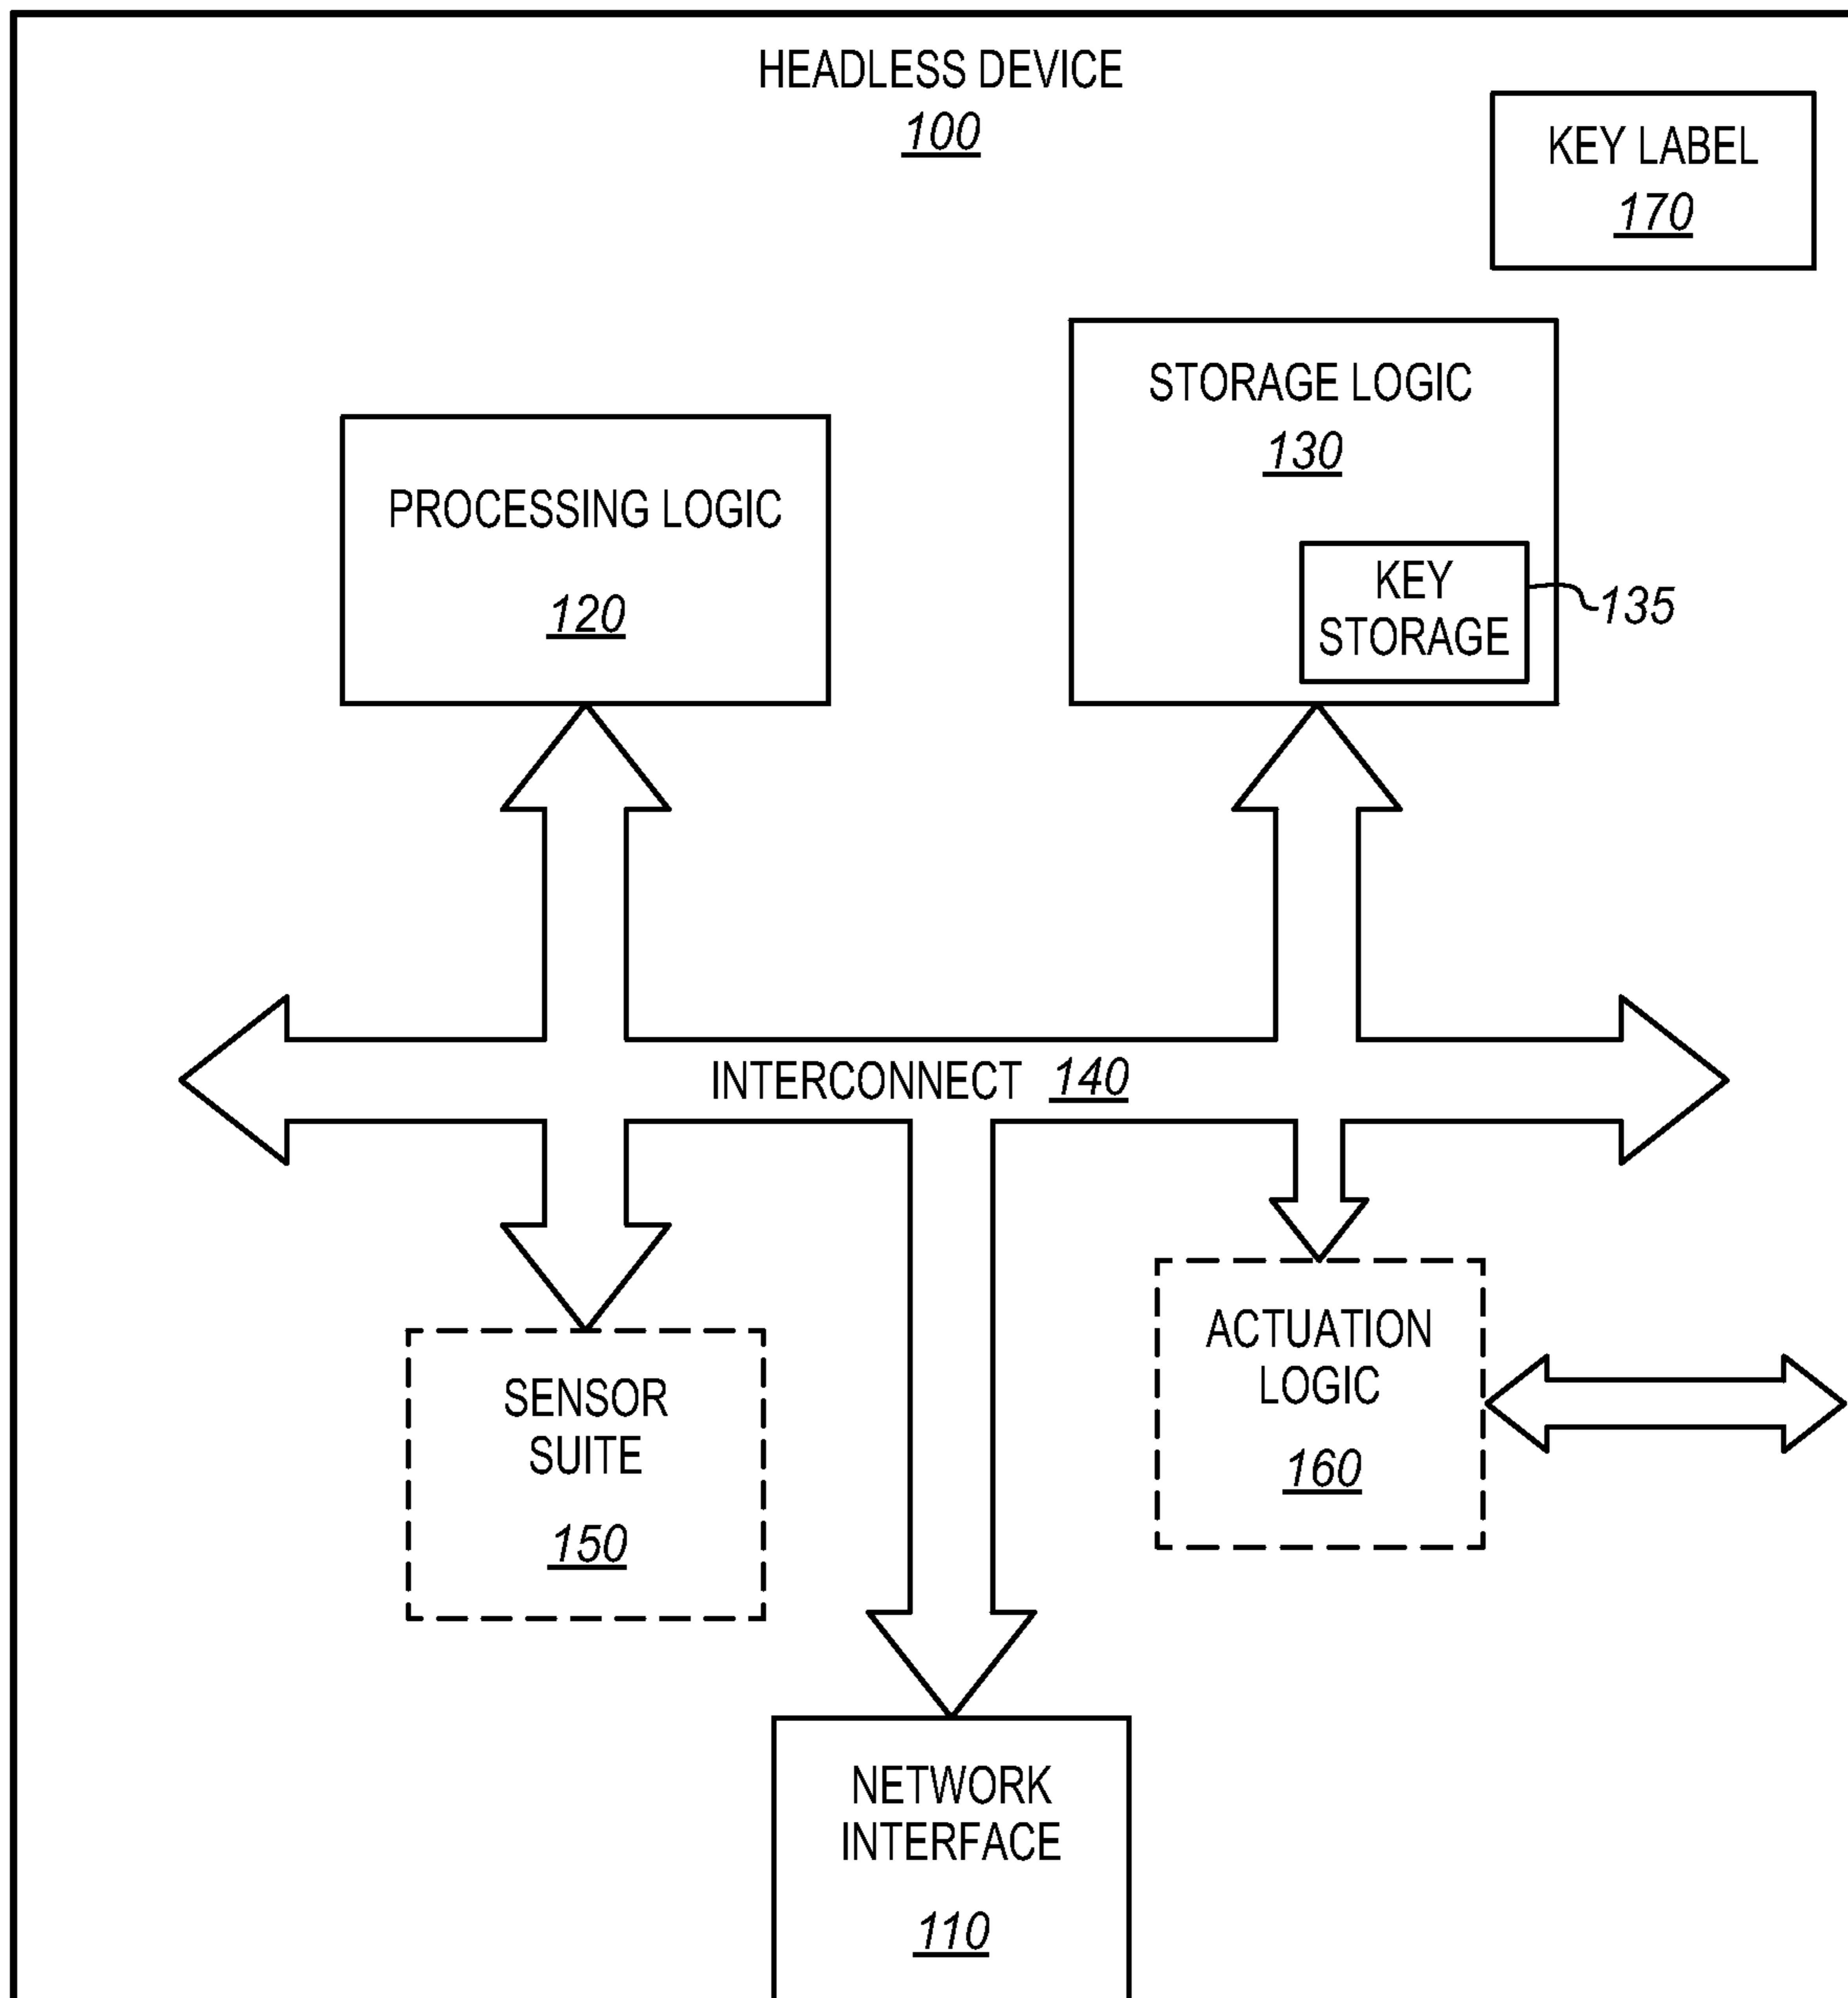 HEADLESS DEVICE
100
KEY LABEL
170
STORAGE LOGIC
130
PROCESSING LOGIC
120
KEY
STORAGE
135
INTERCONNECT 140
ACTUATION
LOGIC
160
SENSOR
SUITE
150
NETWORK
INTERFACE
110